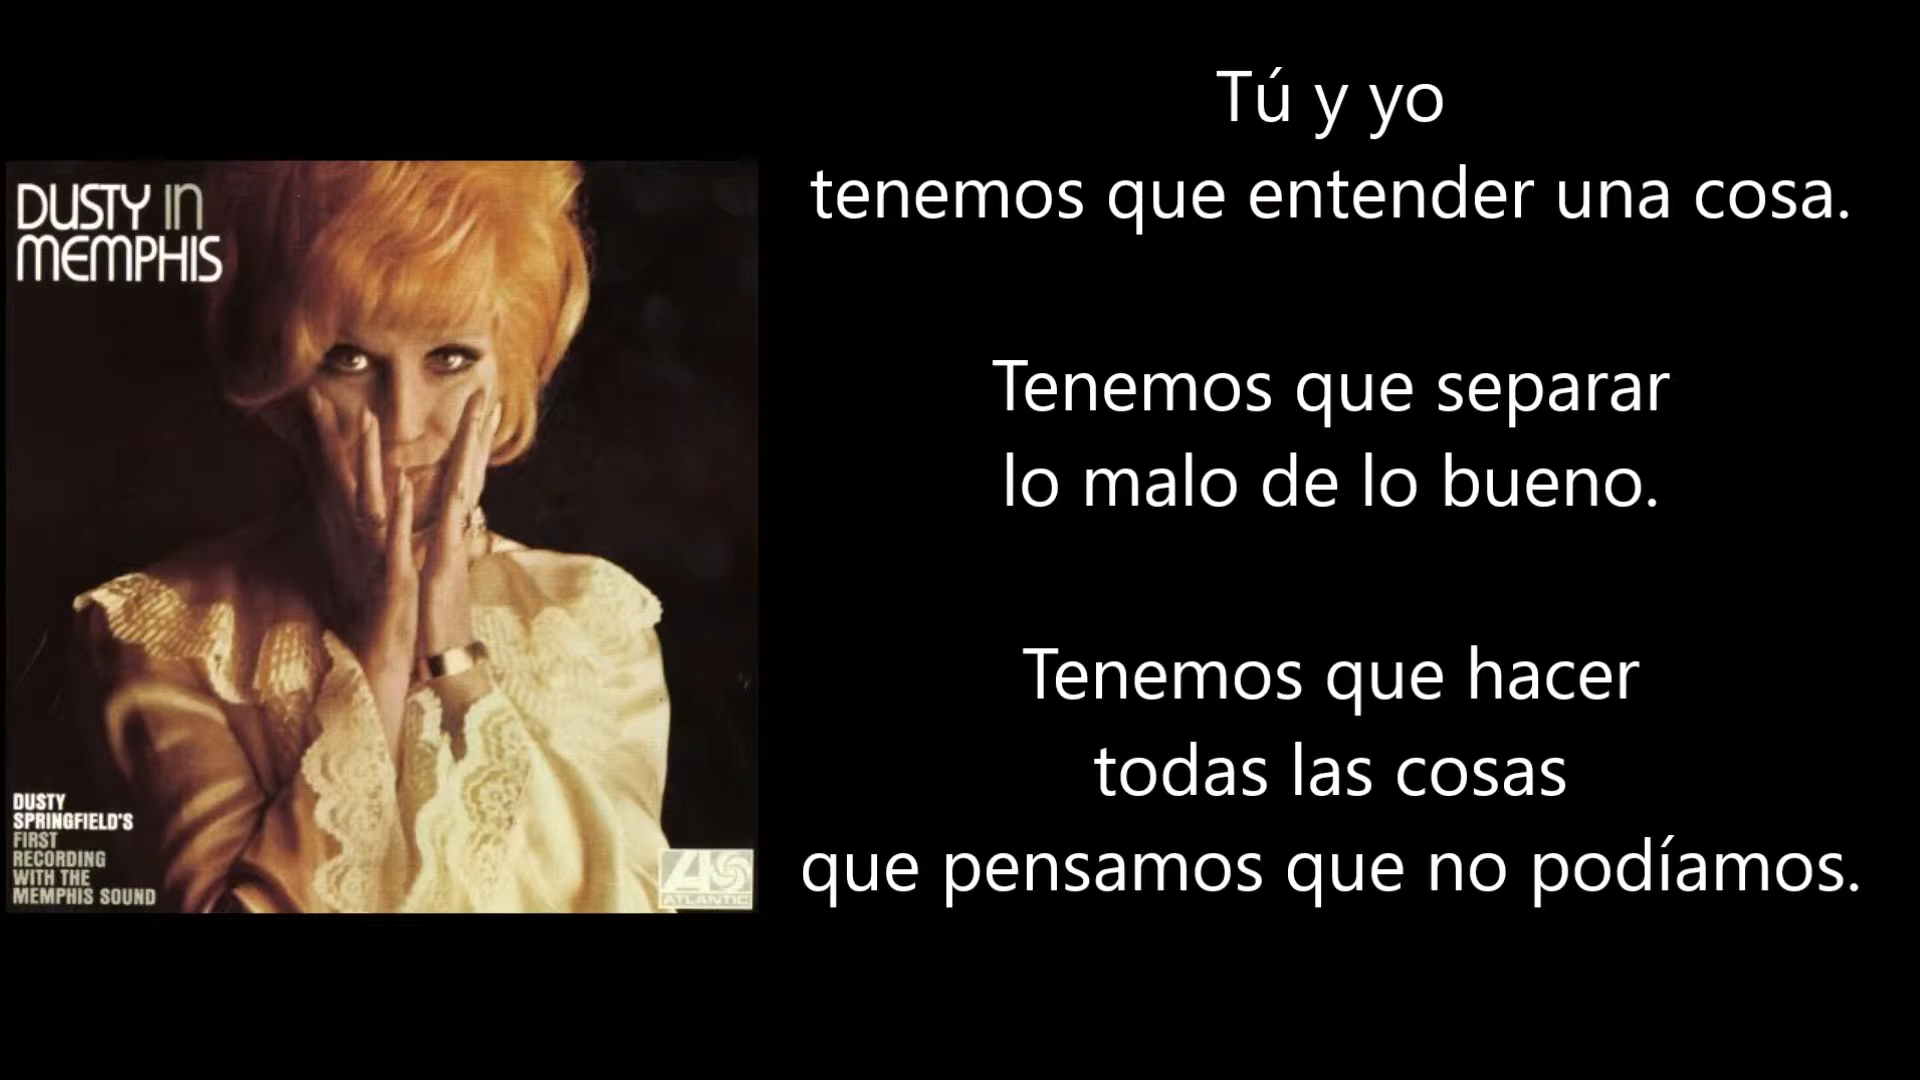 DUSTY IN
MEMPHIS
DUSTY
SPRINGFIELD'S
FIRST
RECORDING
WITH THE
MEMPHIS SOUND
ATLANTIC
Tú y yo
tenemos que entender una cosa.
Tenemos que separar
lo malo de lo bueno.
Tenemos que hacer
todas las cosas
que pensamos que no podíamos.